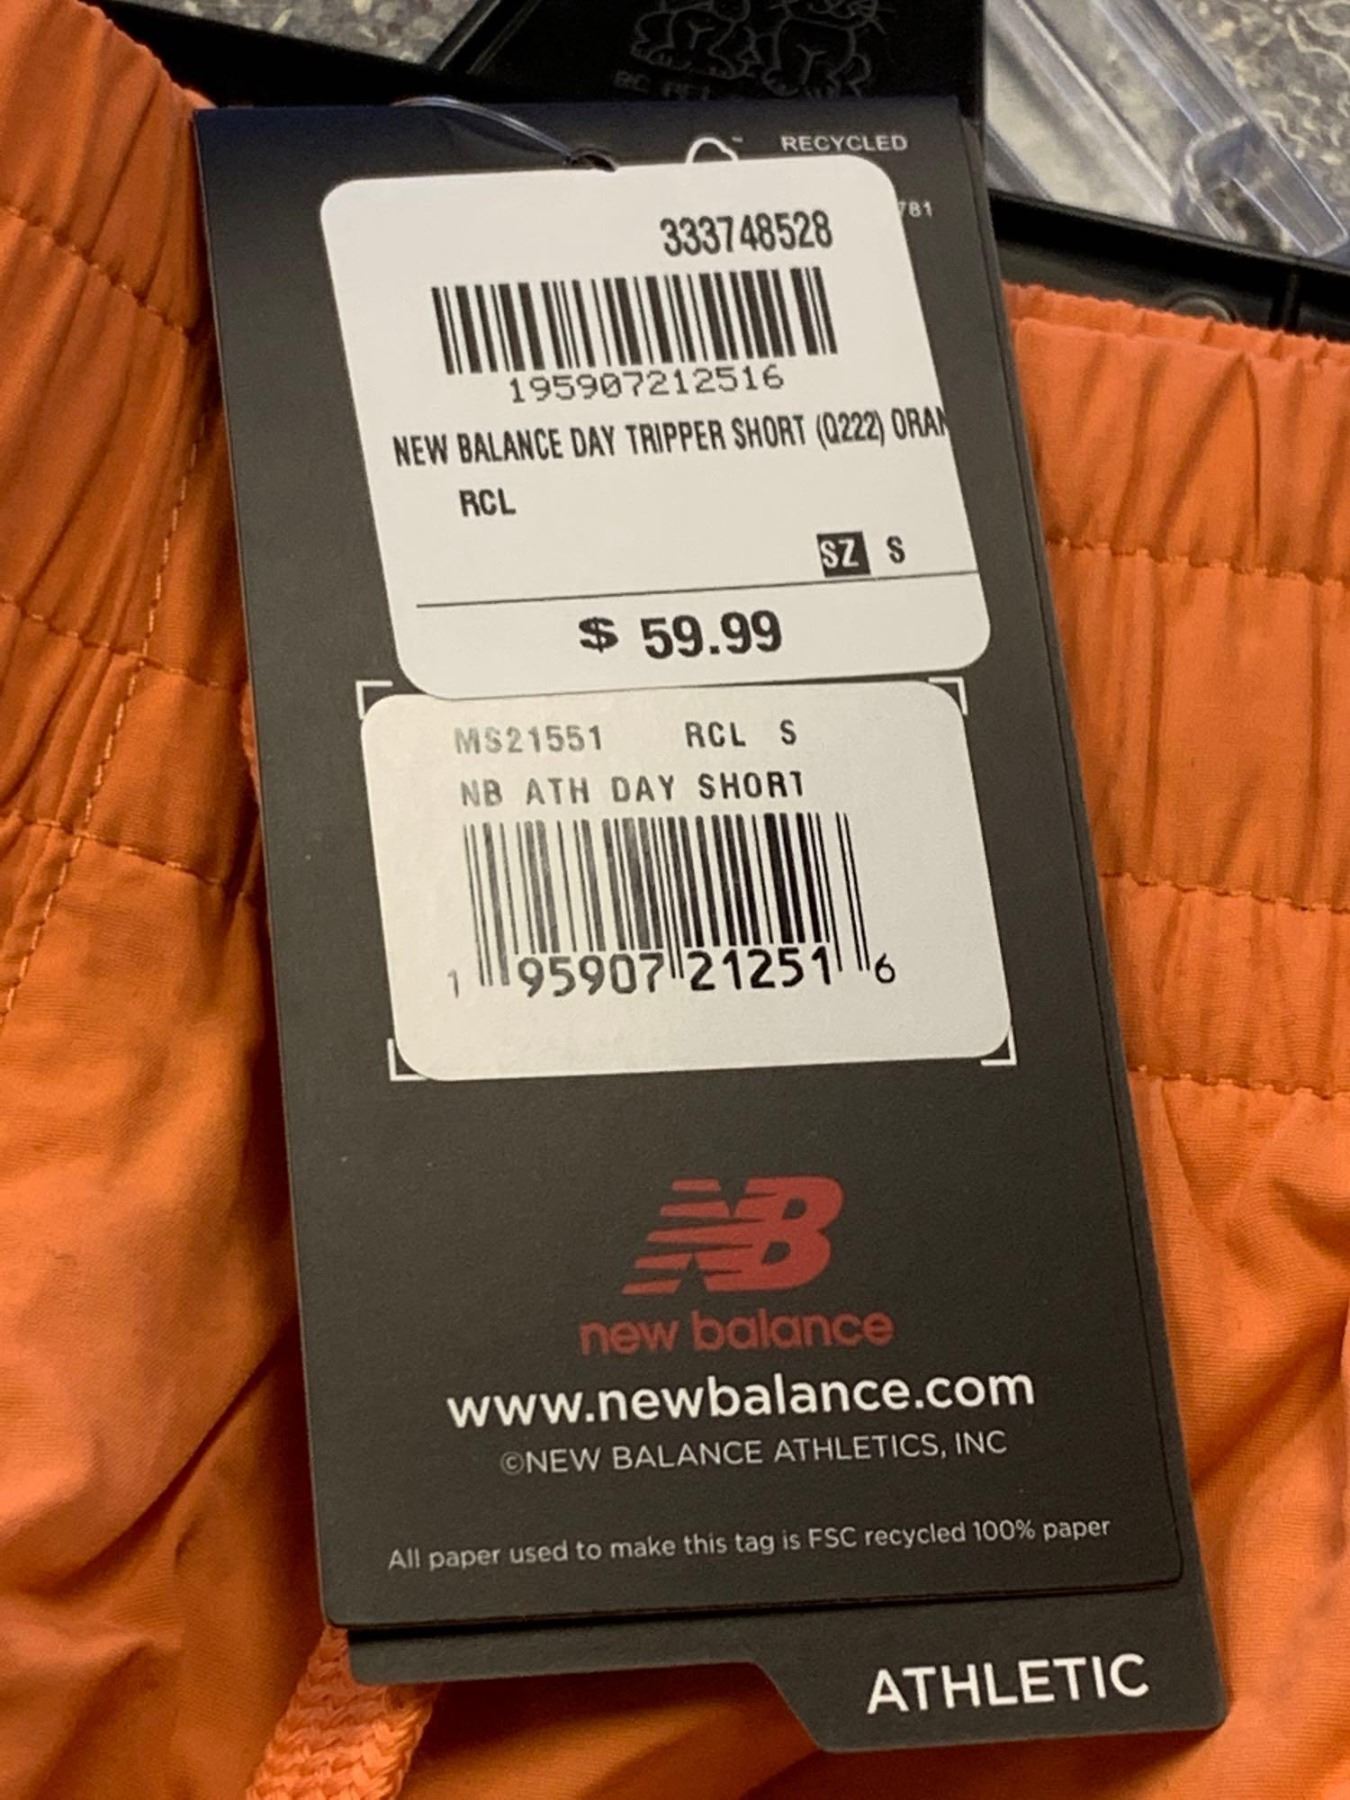 RECYCLED
781
333748528
195907212516
NEW BALANCE DAY TRIPPER SHORT (Q222) ORAN
RCL
SZ S
$ 59.99
MS21551 RCL S
NB ATH DAY SHORT
1 95907 21251 6
NB
new balance
www.newbalance.com
©NEW BALANCE ATHLETICS, INC
All paper used to make this tag is FSC recycled 100% paper
ATHLETIC